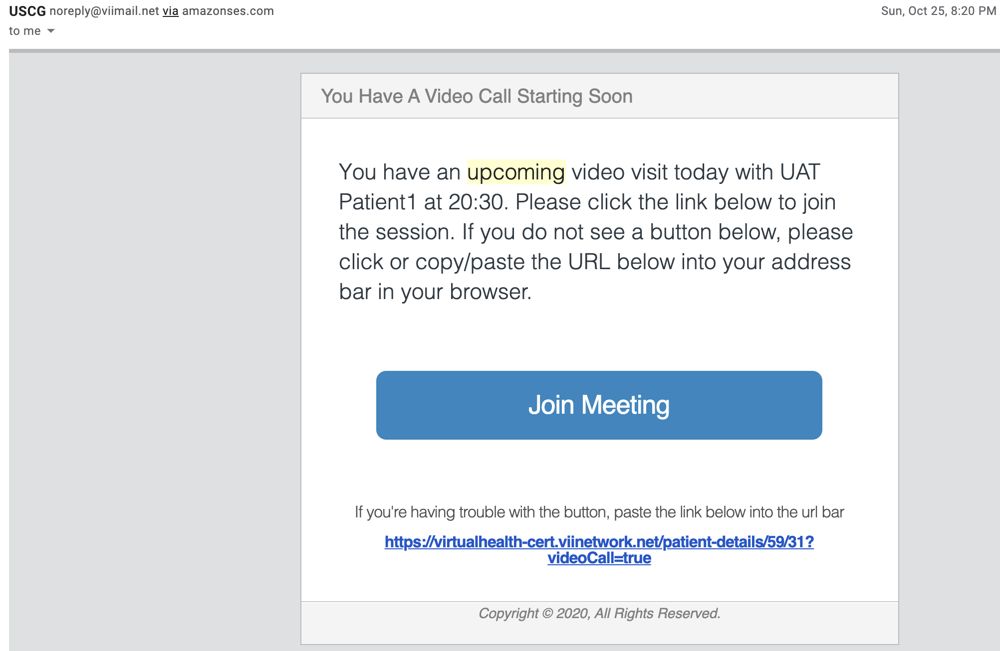 USCG noreply@viimail.net via amazonses.com
Sun, Oct 25, 8:20 PM
to me
You Have A Video Call Starting Soon
You have an upcoming video visit today with UAT
Patient1 at 20:30. Please click the link below to join
the session. If you do not see a button below, please
click or copy/paste the URL below into your address
bar in your browser.
Join Meeting
If you're having trouble with the button, paste the link below into the url bar
https://virtualhealth-cert.viinetwork.net/patient-details/59/31?
videoCall=true
Copyright © 2020, All Rights Reserved.